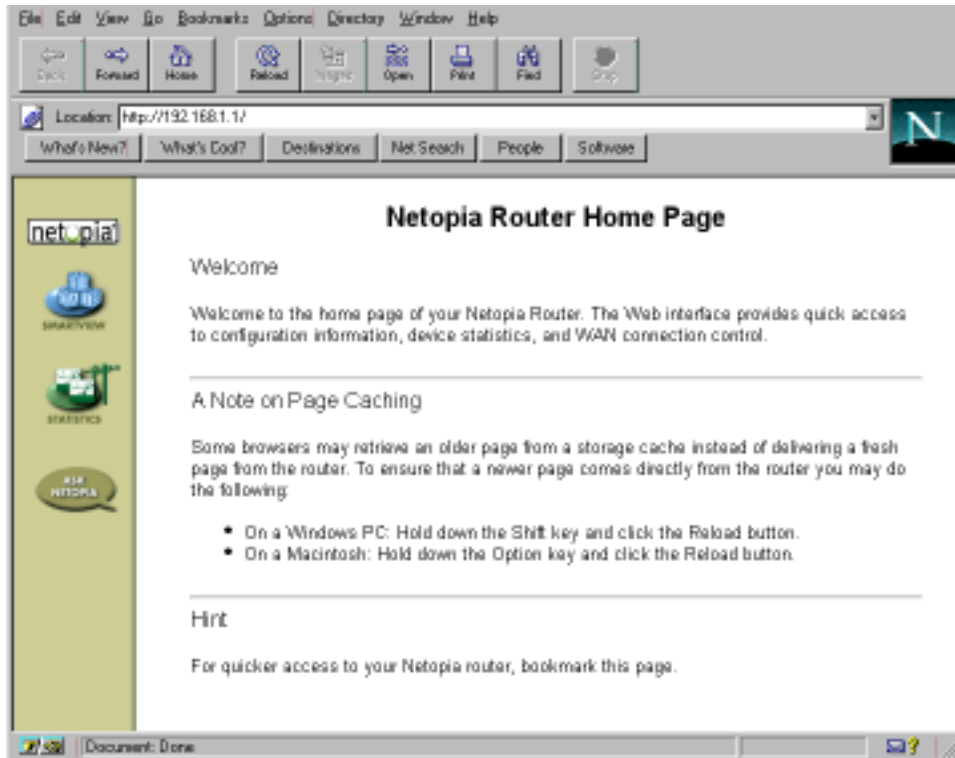 File Edit View Go Bookmarks Options Directory Window Help
Back Forward Home Reload Images Open Print Find Stop
Location: http://192.168.1.1/
N
What's New? What's Cool? Destinations Net Search People Software
netopia
Netopia Router Home Page
Welcome
Welcome to the home page of your Netopia Router. The Web interface provides quick access
to configuration information, device statistics, and WAN connection control.
SMARTVIEW
A Note on Page Caching
STATISTICS
Some browsers may retrieve an older page from a storage cache instead of delivering a fresh
page from the router. To ensure that a newer page comes directly from the router you may do
the following:
ASK
NETOPIA
• On a Windows PC: Hold down the Shift key and click the Reload button.
• On a Macintosh: Hold down the Option key and click the Reload button.
Hint
For quicker access to your Netopia router, bookmark this page.
Document: Done